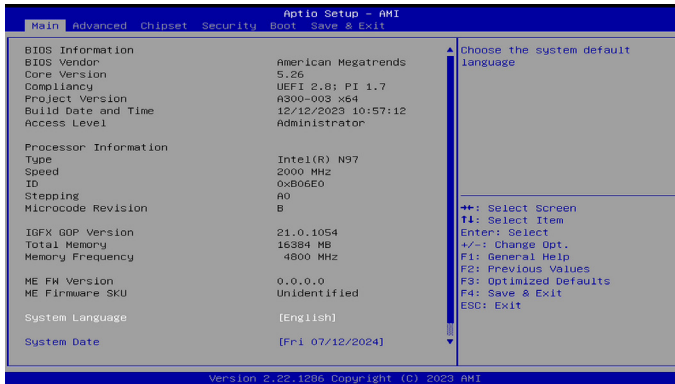 Aptio Setup - AMI
Main Advanced Chipset Security Boot Save & Exit
BIOS Information
BIOS Vendor American Megatrends
Core Version 5.26
Compliancy UEFI 2.8; PI 1.7
Project Version A300-003 x64
Build Date and Time 12/12/2023 10:57:12
Access Level Administrator
Processor Information
Type Intel(R) N97
Speed 2000 MHz
ID 0xB06E0
Stepping A0
Microcode Revision B
IGFX GOP Version 21.0.1054
Total Memory 16384 MB
Memory Frequency 4800 MHz
ME FW Version 0.0.0.0
ME Firmware SKU Unidentified
System Language [English]
System Date [Fri 07/12/2024]
Choose the system default
language
→←: Select Screen
↑↓: Select Item
Enter: Select
+/-: Change Opt.
F1: General Help
F2: Previous Values
F3: Optimized Defaults
F4: Save & Exit
ESC: Exit
Version 2.22.1286 Copyright (C) 2023 AMI